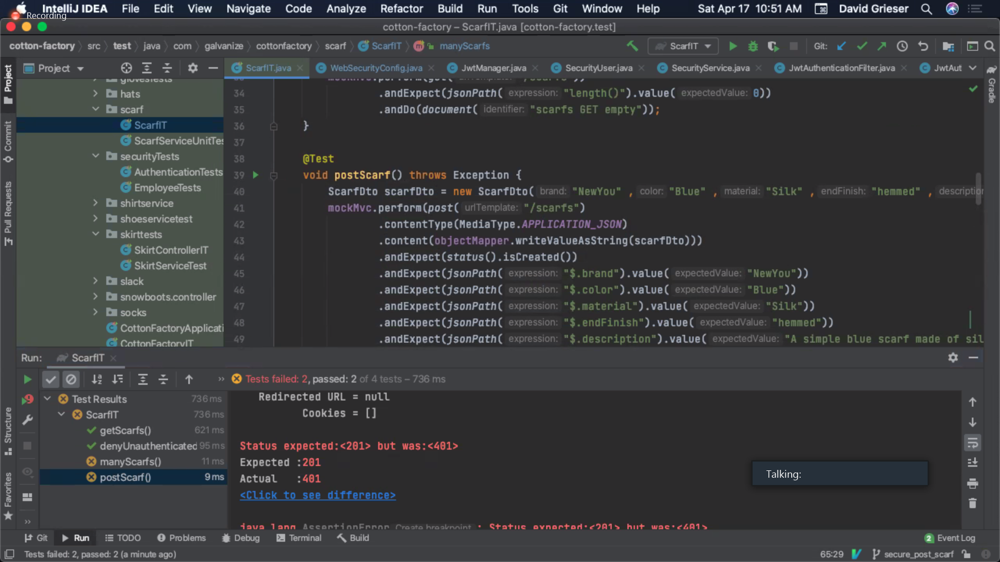 IntelliJ IDEA File Edit View Navigate Code Analyze Refactor Build Run Tools Git Window Help Sat Apr 17 10:51 AM David Grieser
Recording
cotton-factory – ScarfIT.java [cotton-factory.test]
cotton-factory src test java com galvanize cottonfactory scarf ScarfIT manyScarfs ScarfIT Git:
Project
ScarfIT.java WebSecurityConfig.java JwtManager.java SecurityUser.java SecurityService.java JwtAuthenticationFilter.java JwtAut
Project
Commit
Pull Requests
Structure
Favorites
Gradle
glovesTests
hats
scarf
ScarfIT
ScarfServiceUnitTes
securityTests
AuthenticationTests
EmployeeTests
shirtservice
shoeservicetest
skirttests
SkirtControllerIT
SkirtServiceTest
slack
snowboots.controller
socks
CottonFactoryApplicati
CottonFactoryIT
34 .andExpect(jsonPath( expression: "length()").value( expectedValue: 0))
35 .andDo(document( identifier: "scarfs GET empty"));
36 }
37
38 @Test
39 void postScarf() throws Exception {
40 ScarfDto scarfDto = new ScarfDto( brand: "NewYou" , color: "Blue" , material: "Silk" , endFinish: "hemmed" , description
41 mockMvc.perform(post( urlTemplate: "/scarfs")
42 .contentType(MediaType.APPLICATION_JSON)
43 .content(objectMapper.writeValueAsString(scarfDto)))
44 .andExpect(status().isCreated())
45 .andExpect(jsonPath( expression: "$.brand").value( expectedValue: "NewYou"))
46 .andExpect(jsonPath( expression: "$.color").value( expectedValue: "Blue"))
47 .andExpect(jsonPath( expression: "$.material").value( expectedValue: "Silk"))
48 .andExpect(jsonPath( expression: "$.endFinish").value( expectedValue: "hemmed"))
49 .andExpect(jsonPath( expression: "$.description").value( expectedValue: "A simple blue scarf made of sil
Run: ScarfIT
Tests failed: 2, passed: 2 of 4 tests – 736 ms
Test Results 736 ms
ScarfIT 736 ms
getScarfs() 621 ms
denyUnauthenticated 95 ms
manyScarfs() 11 ms
postScarf() 9 ms
Redirected URL = null
Cookies = []
Status expected:<201> but was:<401>
Expected :201
Actual :401
<Click to see difference>
java.lang.AssertionError Create breakpoint : Status expected:<201> but was:<401>
Talking:
Git Run TODO Problems Debug Terminal Build 2 Event Log
Tests failed: 2, passed: 2 (a minute ago) 65:29 secure_post_scarf